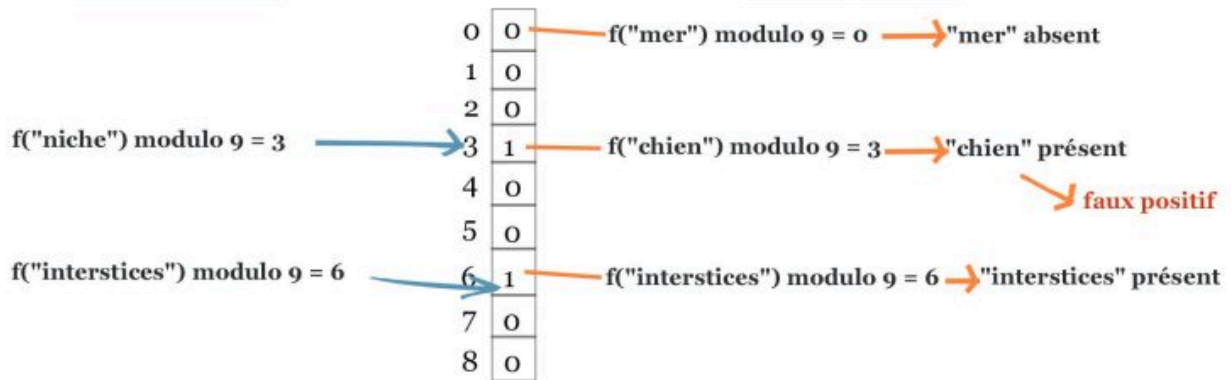 0 0 f("mer") modulo 9 = 0 "mer" absent
1 0
2 0
f("niche") modulo 9 = 3 3 1 f("chien") modulo 9 = 3 "chien" présent
4 0
faux positif
5 0
f("interstices") modulo 9 = 6 6 1 f("interstices") modulo 9 = 6 "interstices" présent
7 0
8 0